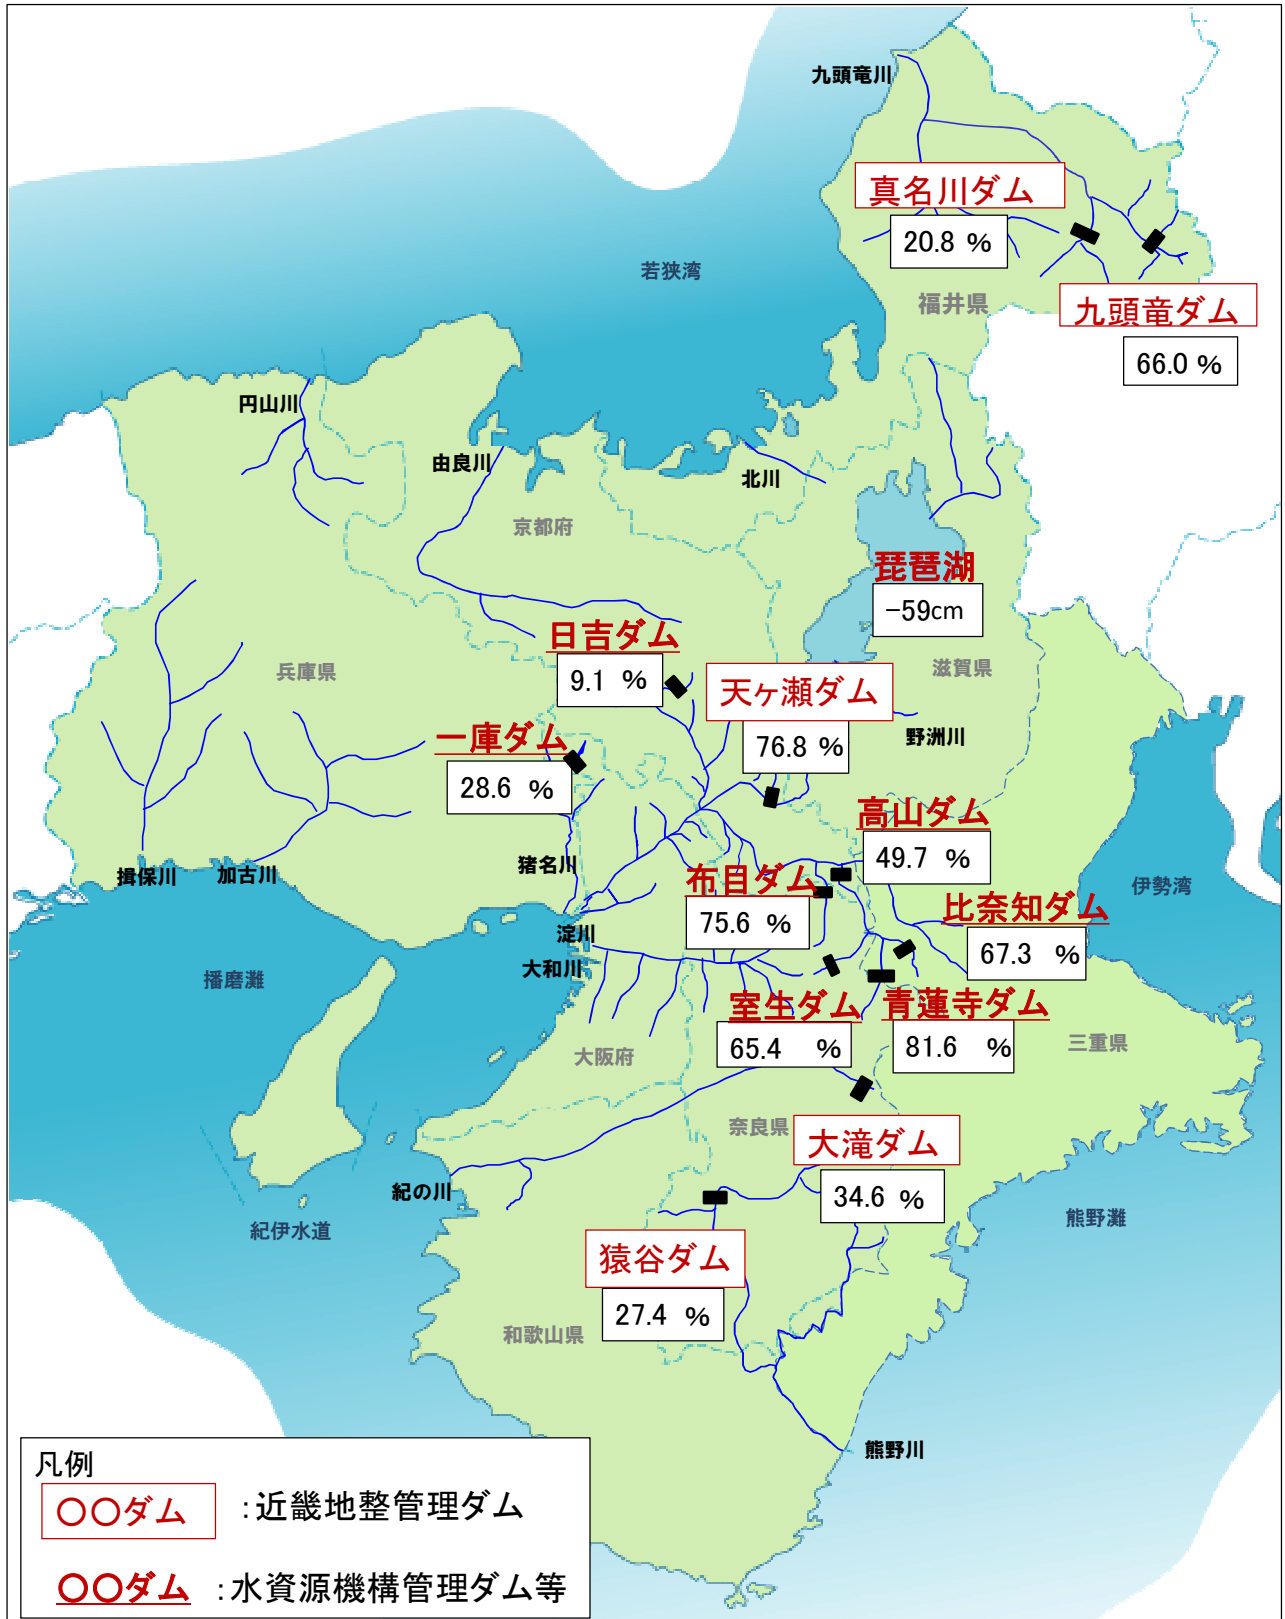 九頭竜川
真名川ダム
20.8 %
若狭湾
福井県
九頭竜ダム
66.0 %
円山川
由良川
北川
京都府
琵琶湖
-59cm
日吉ダム
9.1 %
兵庫県
滋賀県
天ヶ瀬ダム
76.8 %
野洲川
一庫ダム
28.6 %
高山ダム
49.7 %
猪名川
揖保川
加古川
布目ダム
75.6 %
伊勢湾
比奈知ダム
67.3 %
淀川
大和川
播磨灘
室生ダム
65.4 %
青蓮寺ダム
81.6 %
三重県
大阪府
奈良県
大滝ダム
34.6 %
紀の川
紀伊水道
熊野灘
猿谷ダム
27.4 %
和歌山県
熊野川
凡例
〇〇ダム :近畿地整管理ダム
〇〇ダム :水資源機構管理ダム等